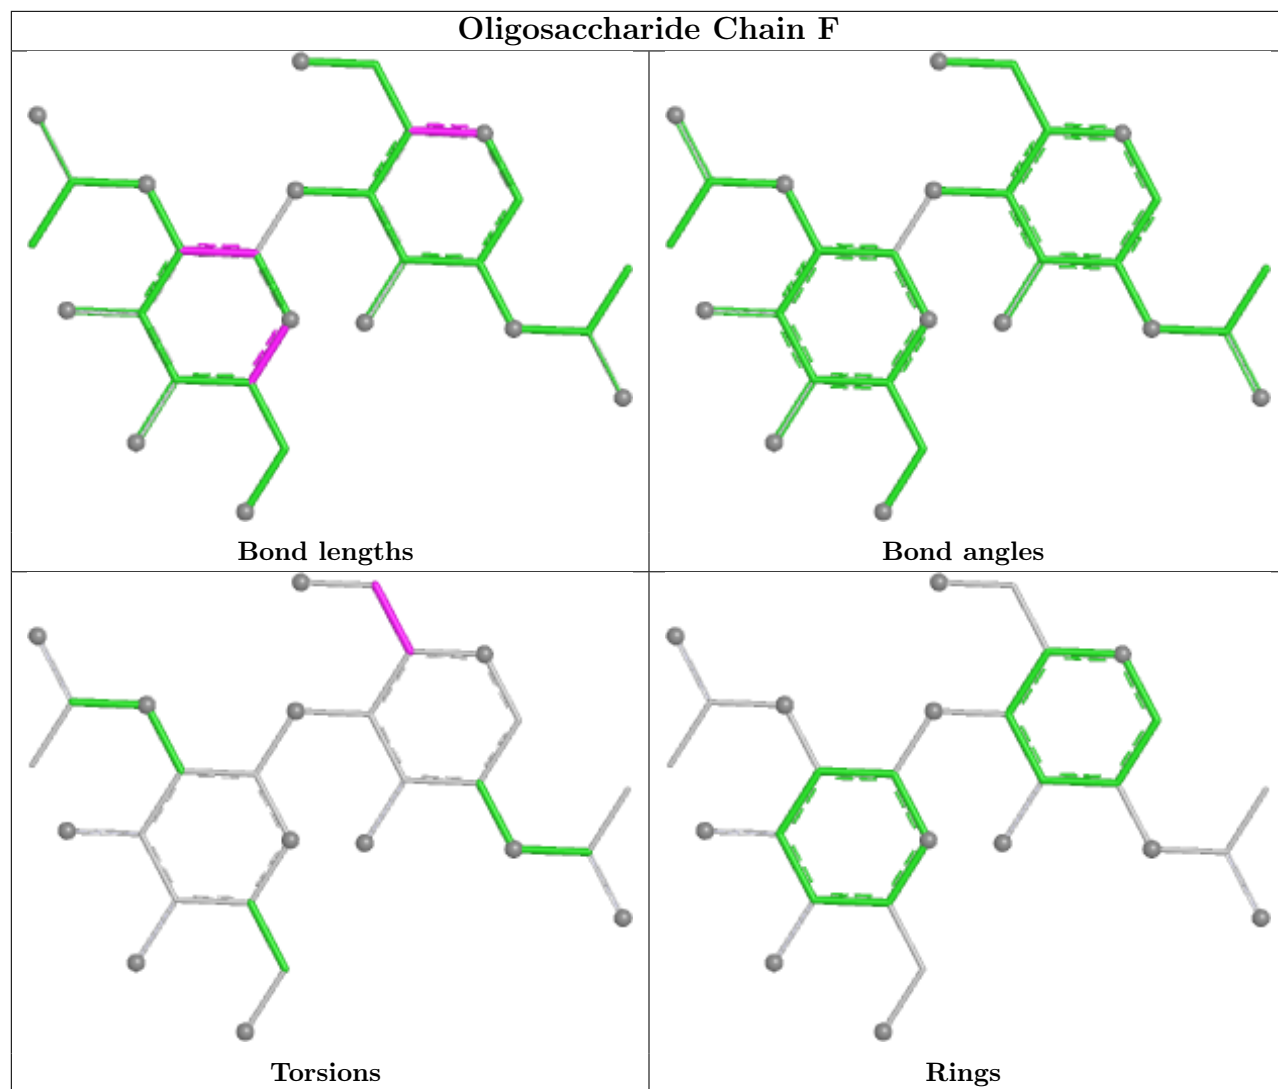 Oligosaccharide Chain F
Bond lengths
Bond angles
Torsions
Rings